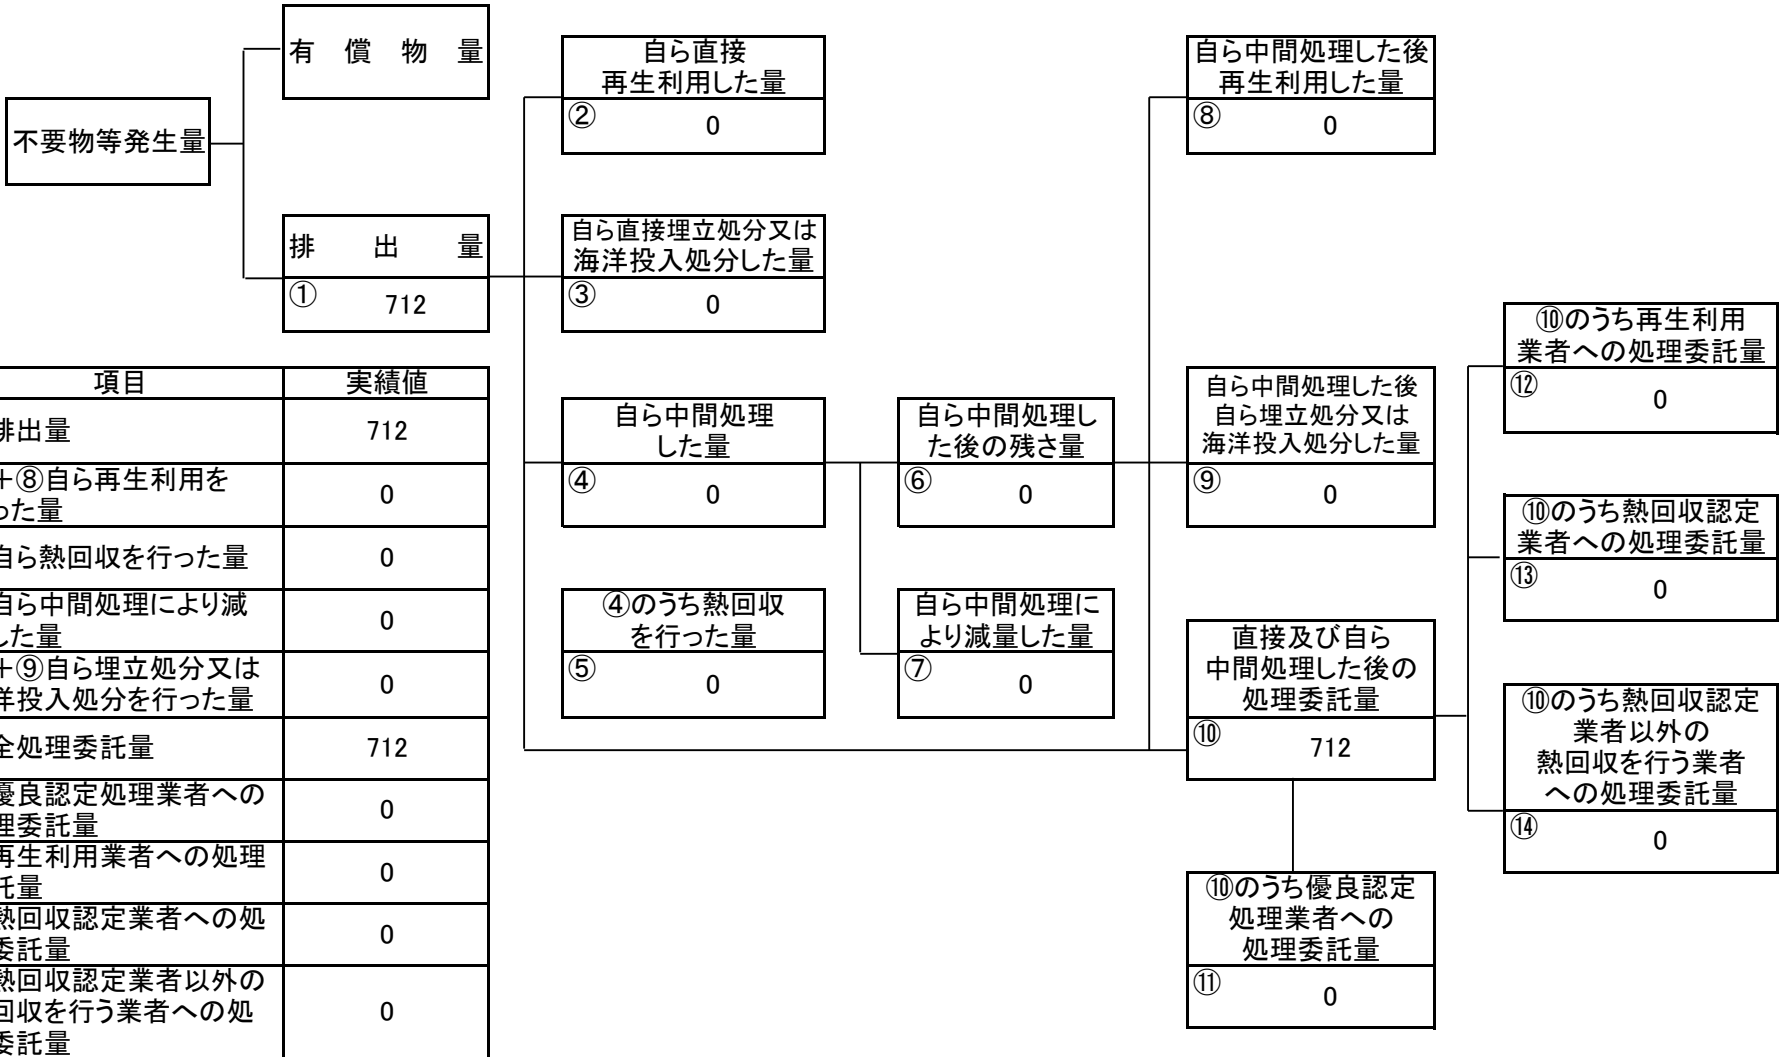 有償物量
不要物等発生量
排出量
① 712
自ら直接
再生利用した量
② 0
自ら直接埋立処分又は
海洋投入処分した量
③ 0
自ら中間処理
した量
④ 0
④のうち熱回収
を行った量
⑤ 0
自ら中間処理し
た後の残さ量
⑥ 0
自ら中間処理に
より減量した量
⑦ 0
自ら中間処理した後
再生利用した量
⑧ 0
自ら中間処理した後
自ら埋立処分又は
海洋投入処分した量
⑨ 0
直接及び自ら
中間処理した後の
処理委託量
⑩ 712
⑩のうち優良認定
処理業者への
処理委託量
⑪ 0
⑩のうち再生利用
業者への処理委託量
⑫ 0
⑩のうち熱回収認定
業者への処理委託量
⑬ 0
⑩のうち熱回収認定
業者以外の
熱回収を行う業者
への処理委託量
⑭ 0
項目 実績値
排出量 712
+⑧自ら再生利用を
った量 0
自ら熱回収を行った量 0
自ら中間処理により減
した量 0
+⑨自ら埋立処分又は
洋投入処分を行った量 0
全処理委託量 712
優良認定処理業者への
理委託量 0
再生利用業者への処理
託量 0
熱回収認定業者への処
委託量 0
熱回収認定業者以外の
回収を行う業者への処
委託量 0